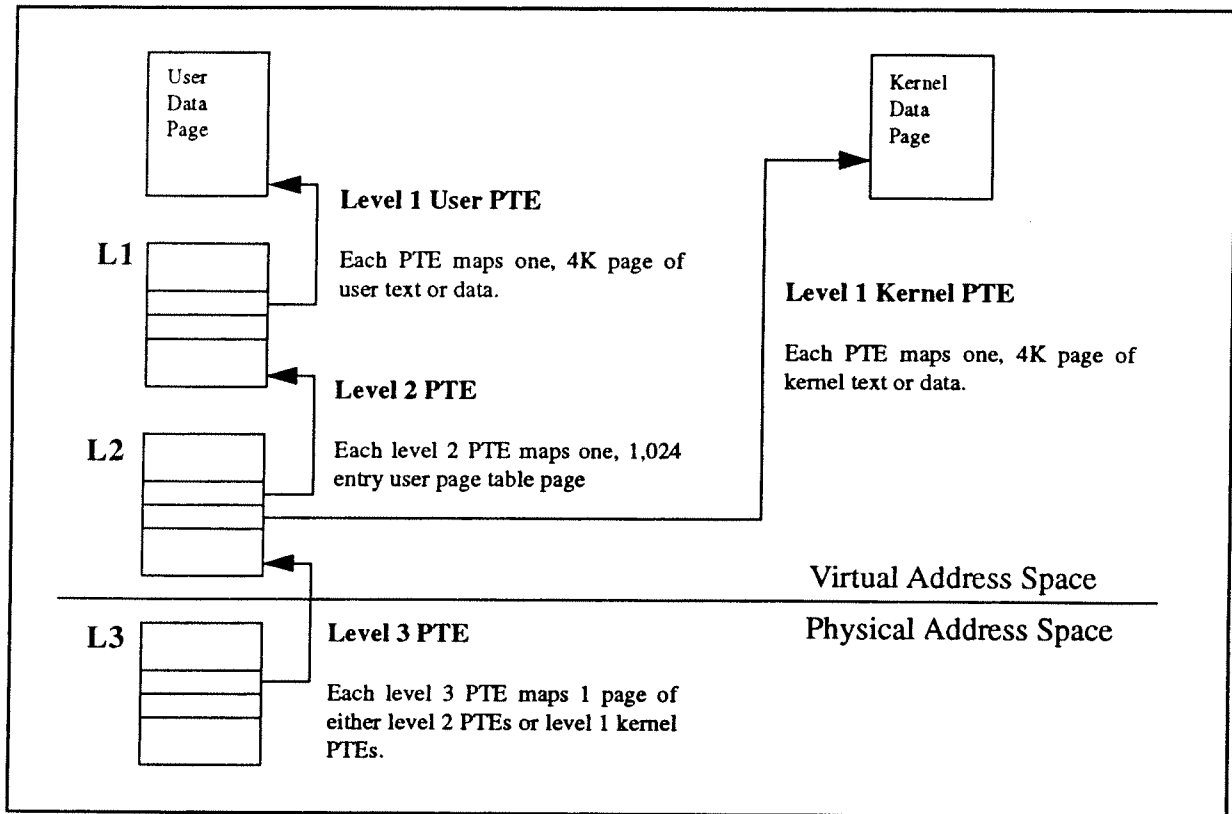 User
Data
Page
Kernel
Data
Page
Level 1 User PTE
L1
Each PTE maps one, 4K page of
user text or data.
Level 1 Kernel PTE
Each PTE maps one, 4K page of
kernel text or data.
Level 2 PTE
L2
Each level 2 PTE maps one, 1,024
entry user page table page
Virtual Address Space
Physical Address Space
L3
Level 3 PTE
Each level 3 PTE maps 1 page of
either level 2 PTEs or level 1 kernel
PTEs.